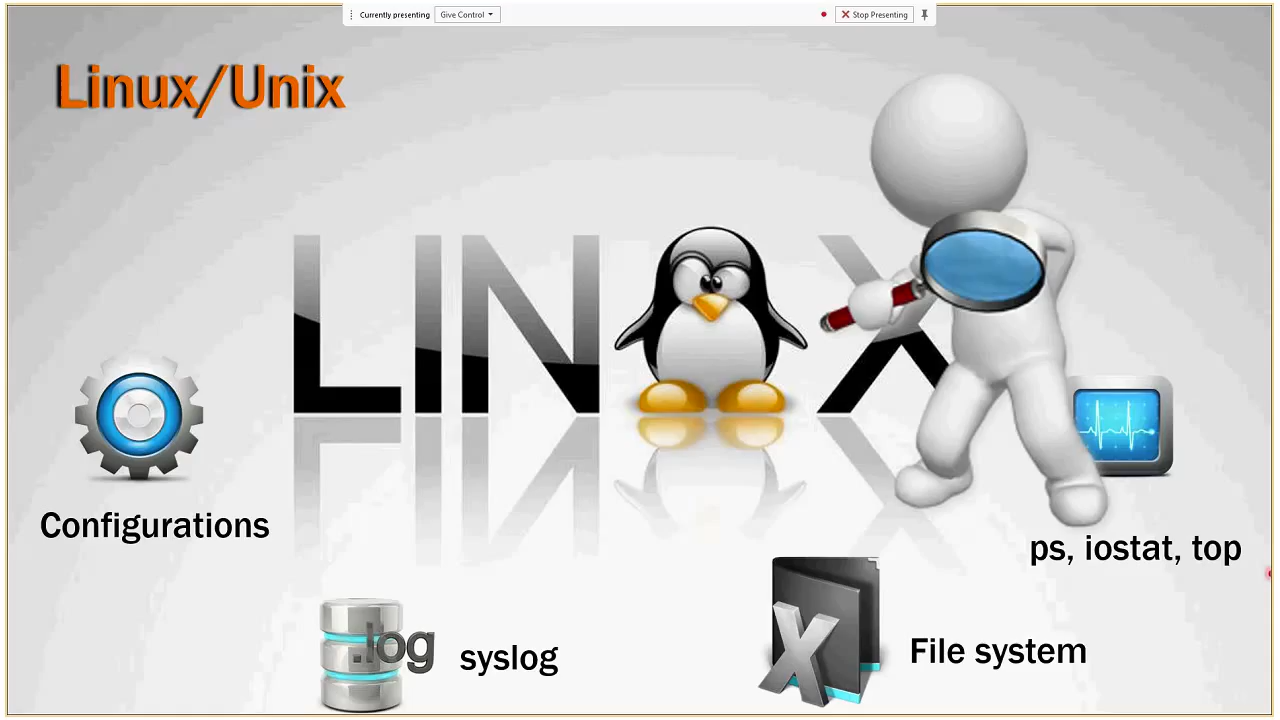 Currently presenting Give Control Stop Presenting
Linux/Unix
LINUX
Configurations
ps, iostat, top
.log syslog
X File system